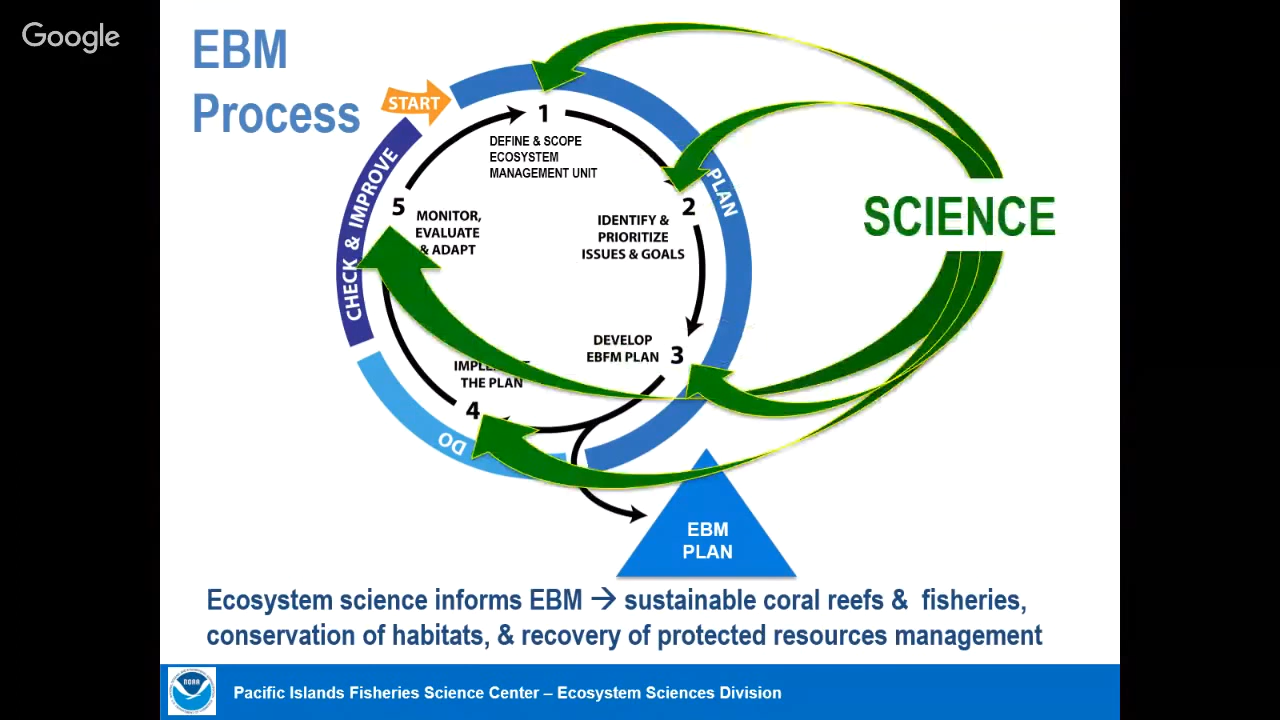 Google
EBM
Process
START
1
DEFINE & SCOPE
ECOSYSTEM
MANAGEMENT UNIT
PLAN
2
IDENTIFY &
PRIORITIZE
ISSUES & GOALS
SCIENCE
CHECK & IMPROVE
5
MONITOR,
EVALUATE
& ADAPT
DEVELOP
EBFM PLAN
3
THE PLAN
4
DO
EBM
PLAN
Ecosystem science informs EBM → sustainable coral reefs & fisheries,
conservation of habitats, & recovery of protected resources management
NOAA
Pacific Islands Fisheries Science Center – Ecosystem Sciences Division